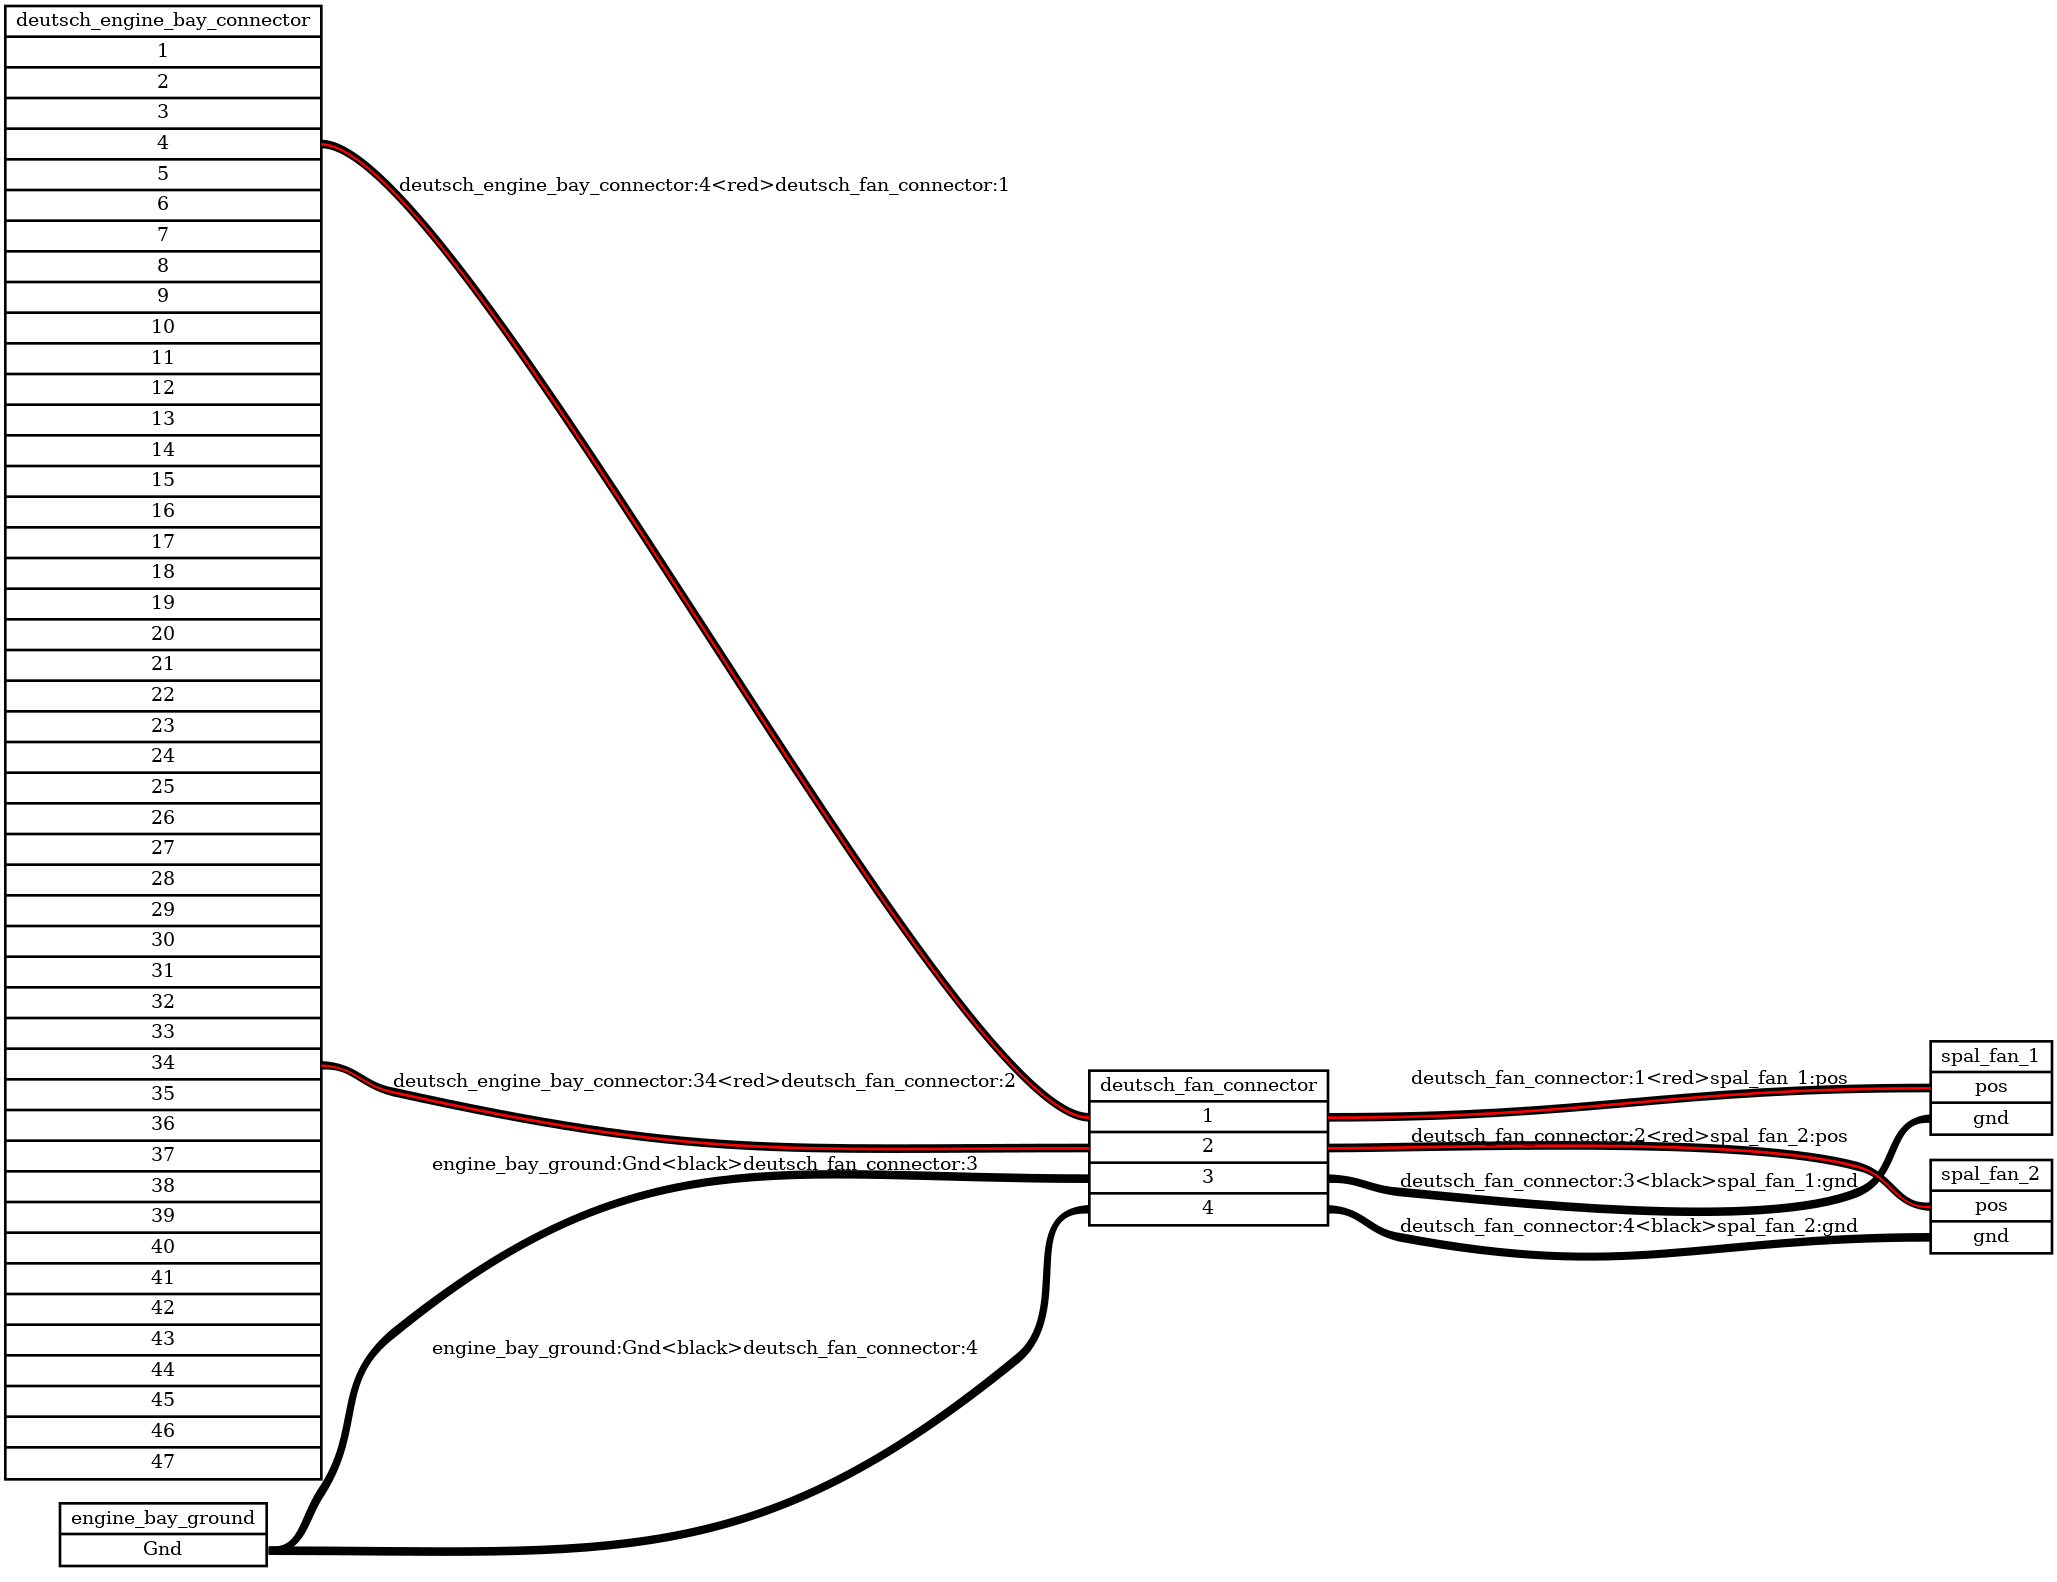 deutsch_engine_bay_connector
1
2
3
4
5
6
7
8
9
10
11
12
13
14
15
16
17
18
19
20
21
22
23
24
25
26
27
28
29
30
31
32
33
34
35
36
37
38
39
40
41
42
43
44
45
46
47
engine_bay_ground
Gnd
deutsch_engine_bay_connector:4<red>deutsch_fan_connector:1
deutsch_engine_bay_connector:34<red>deutsch_fan_connector:2
engine_bay_ground:Gnd<black>deutsch_fan_connector:3
engine_bay_ground:Gnd<black>deutsch_fan_connector:4
deutsch_fan_connector
1
2
3
4
deutsch_fan_connector:1<red>spal_fan_1:pos
deutsch_fan_connector:2<red>spal_fan_2:pos
deutsch_fan_connector:3<black>spal_fan_1:gnd
deutsch_fan_connector:4<black>spal_fan_2:gnd
spal_fan_1
pos
gnd
spal_fan_2
pos
gnd